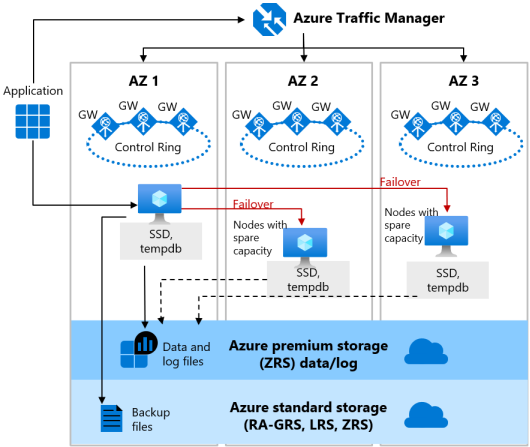 Azure Traffic Manager
Application
AZ 1
AZ 2
AZ 3
GW
GW
GW
Control Ring
GW
GW
GW
Control Ring
GW
GW
GW
Control Ring
Failover
Failover
SSD,
tempdb
Nodes with
spare
capacity
SSD,
tempdb
Nodes with
spare
capacity
SSD,
tempdb
Data and
log files
Azure premium storage
(ZRS) data/log
Backup
files
Azure standard storage
(RA-GRS, LRS, ZRS)